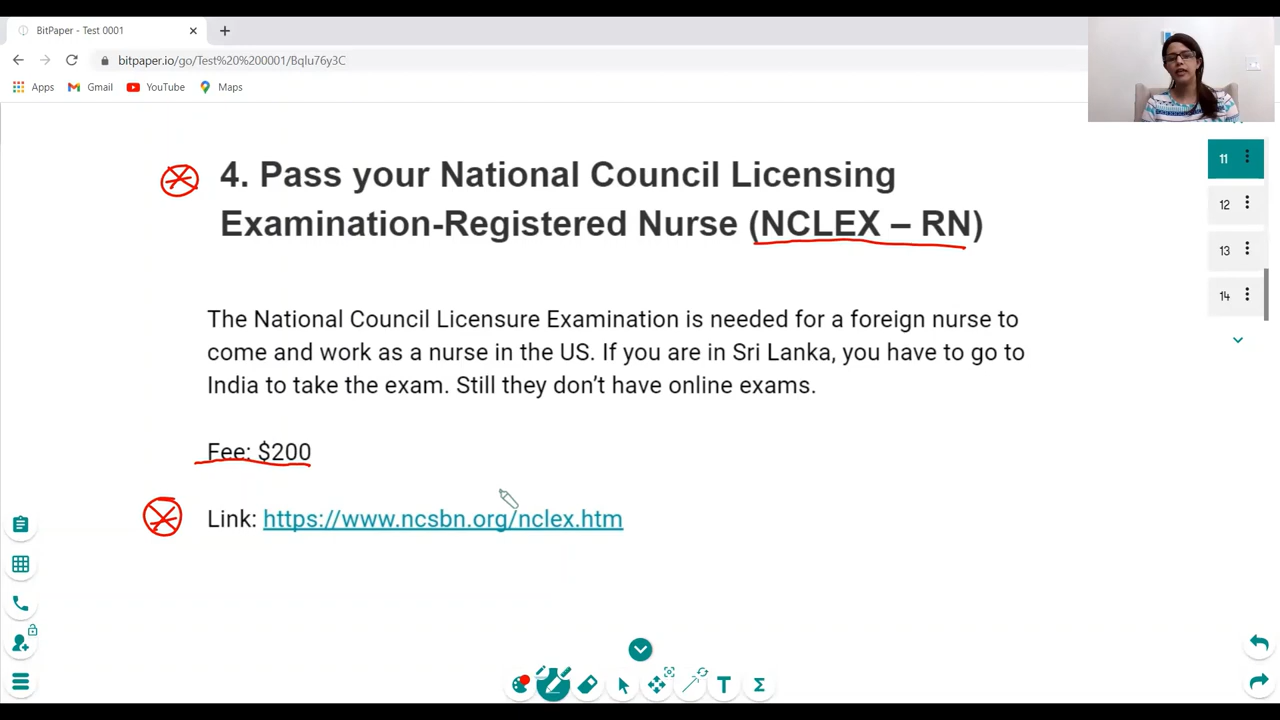 BitPaper - Test 0001
bitpaper.io/go/Test%20%200001/Bqlu76y3C
Apps Gmail YouTube Maps
4. Pass your National Council Licensing
Examination-Registered Nurse (NCLEX – RN)
The National Council Licensure Examination is needed for a foreign nurse to
come and work as a nurse in the US. If you are in Sri Lanka, you have to go to
India to take the exam. Still they don’t have online exams.
Fee: $200
Link: https://www.ncsbn.org/nclex.htm
11
12
13
14
T Σ